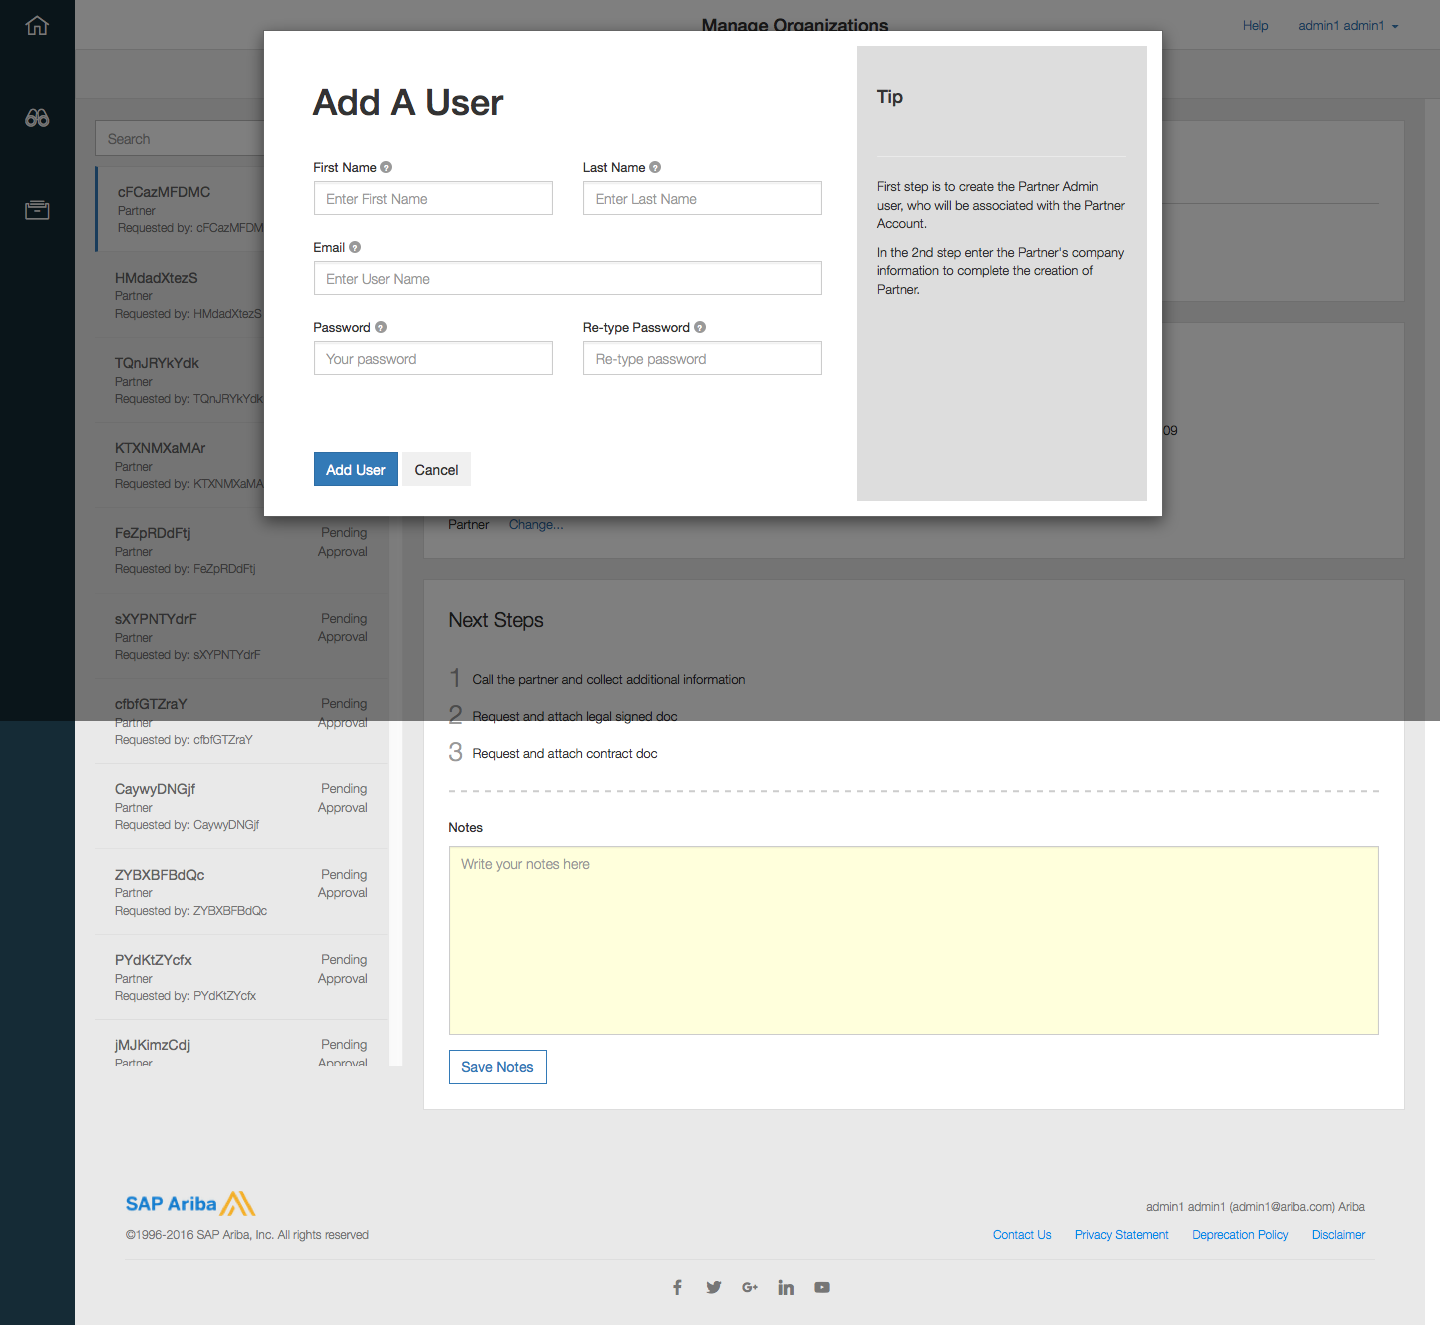 Manage Organizations
Help
admin1 admin1
Search
cFCazMFDMC
Partner
Requested by: cFCazMFDM
HMdadXtezS
Partner
Requested by: HMdadXtezS
TQnJRYkYdk
Partner
Requested by: TQnJRYkYdk
KTXNMXaMAr
Partner
Requested by: KTXNMXaMA
FeZpRDdFtj
Pending
Partner
Approval
Requested by: FeZpRDdFtj
sXYPNTYdrF
Pending
Partner
Approval
Requested by: sXYPNTYdrF
cfbfGTZraY
Pending
Partner
Approval
Requested by: cfbfGTZraY
CaywyDNGjf
Pending
Partner
Approval
Requested by: CaywyDNGjf
ZYBXBFBdQc
Pending
Partner
Approval
Requested by: ZYBXBFBdQc
PYdKtZYcfx
Pending
Partner
Approval
Requested by: PYdKtZYcfx
jMJKimzCdj
Pending
Partner
Approval
Add A User
First Name
Last Name
Enter First Name
Enter Last Name
Email
Enter User Name
Password
Re-type Password
Your password
Re-type password
Add User
Cancel
Tip
First step is to create the Partner Admin
user, who will be associated with the Partner
Account.
In the 2nd step enter the Partner's company
information to complete the creation of
Partner.
09
Partner
Change...
Next Steps
1 Call the partner and collect additional information
2 Request and attach legal signed doc
3 Request and attach contract doc
Notes
Write your notes here
Save Notes
SAP Ariba
©1996-2016 SAP Ariba, Inc. All rights reserved
admin1 admin1 (admin1@ariba.com) Ariba
Contact Us
Privacy Statement
Deprecation Policy
Disclaimer